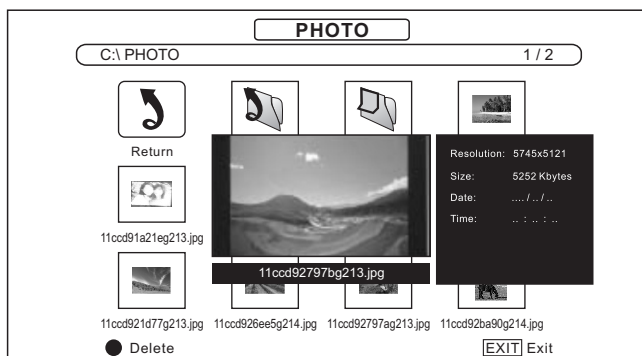 PHOTO
C:\ PHOTO 1 / 2
Return
Resolution: 5745x5121
Size: 5252 Kbytes
Date: .... / .. / ..
Time: .. : .. : ..
11ccd91a21eg213.jpg
11ccd92797bg213.jpg
11ccd921d77g213.jpg 11ccd926ee5g214.jpg 11ccd92797ag213.jpg 11ccd92ba90g214.jpg
Delete EXIT Exit